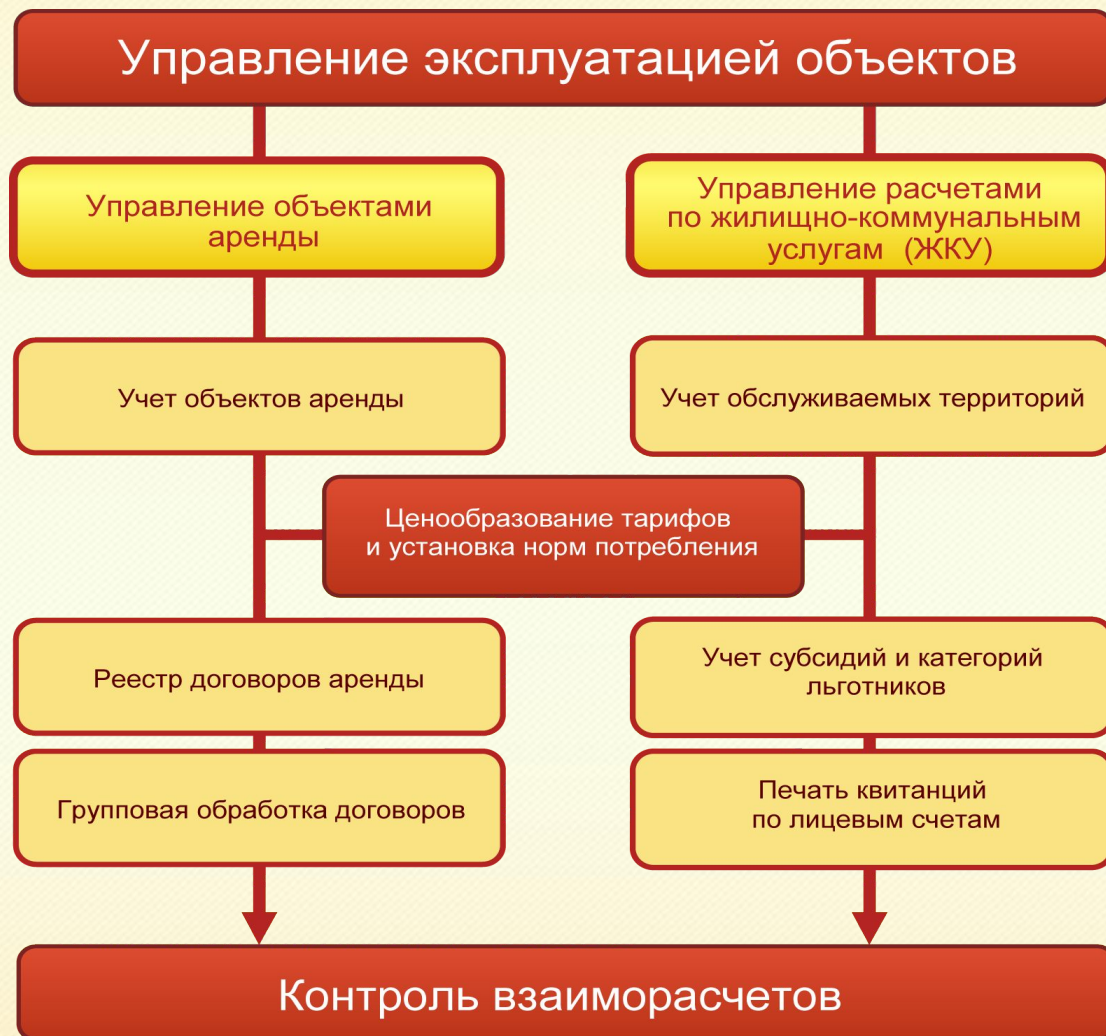 Управление эксплуатацией объектов
Управление объектами
аренды
Управление расчетами
по жилищно-коммунальным
услугам (ЖКУ)
Учет объектов аренды
Учет обслуживаемых территорий
Ценообразование тарифов
и установка норм потребления
Реестр договоров аренды
Учет субсидий и категорий
льготников
Групповая обработка договоров
Печать квитанций
по лицевым счетам
Контроль взаиморасчетов